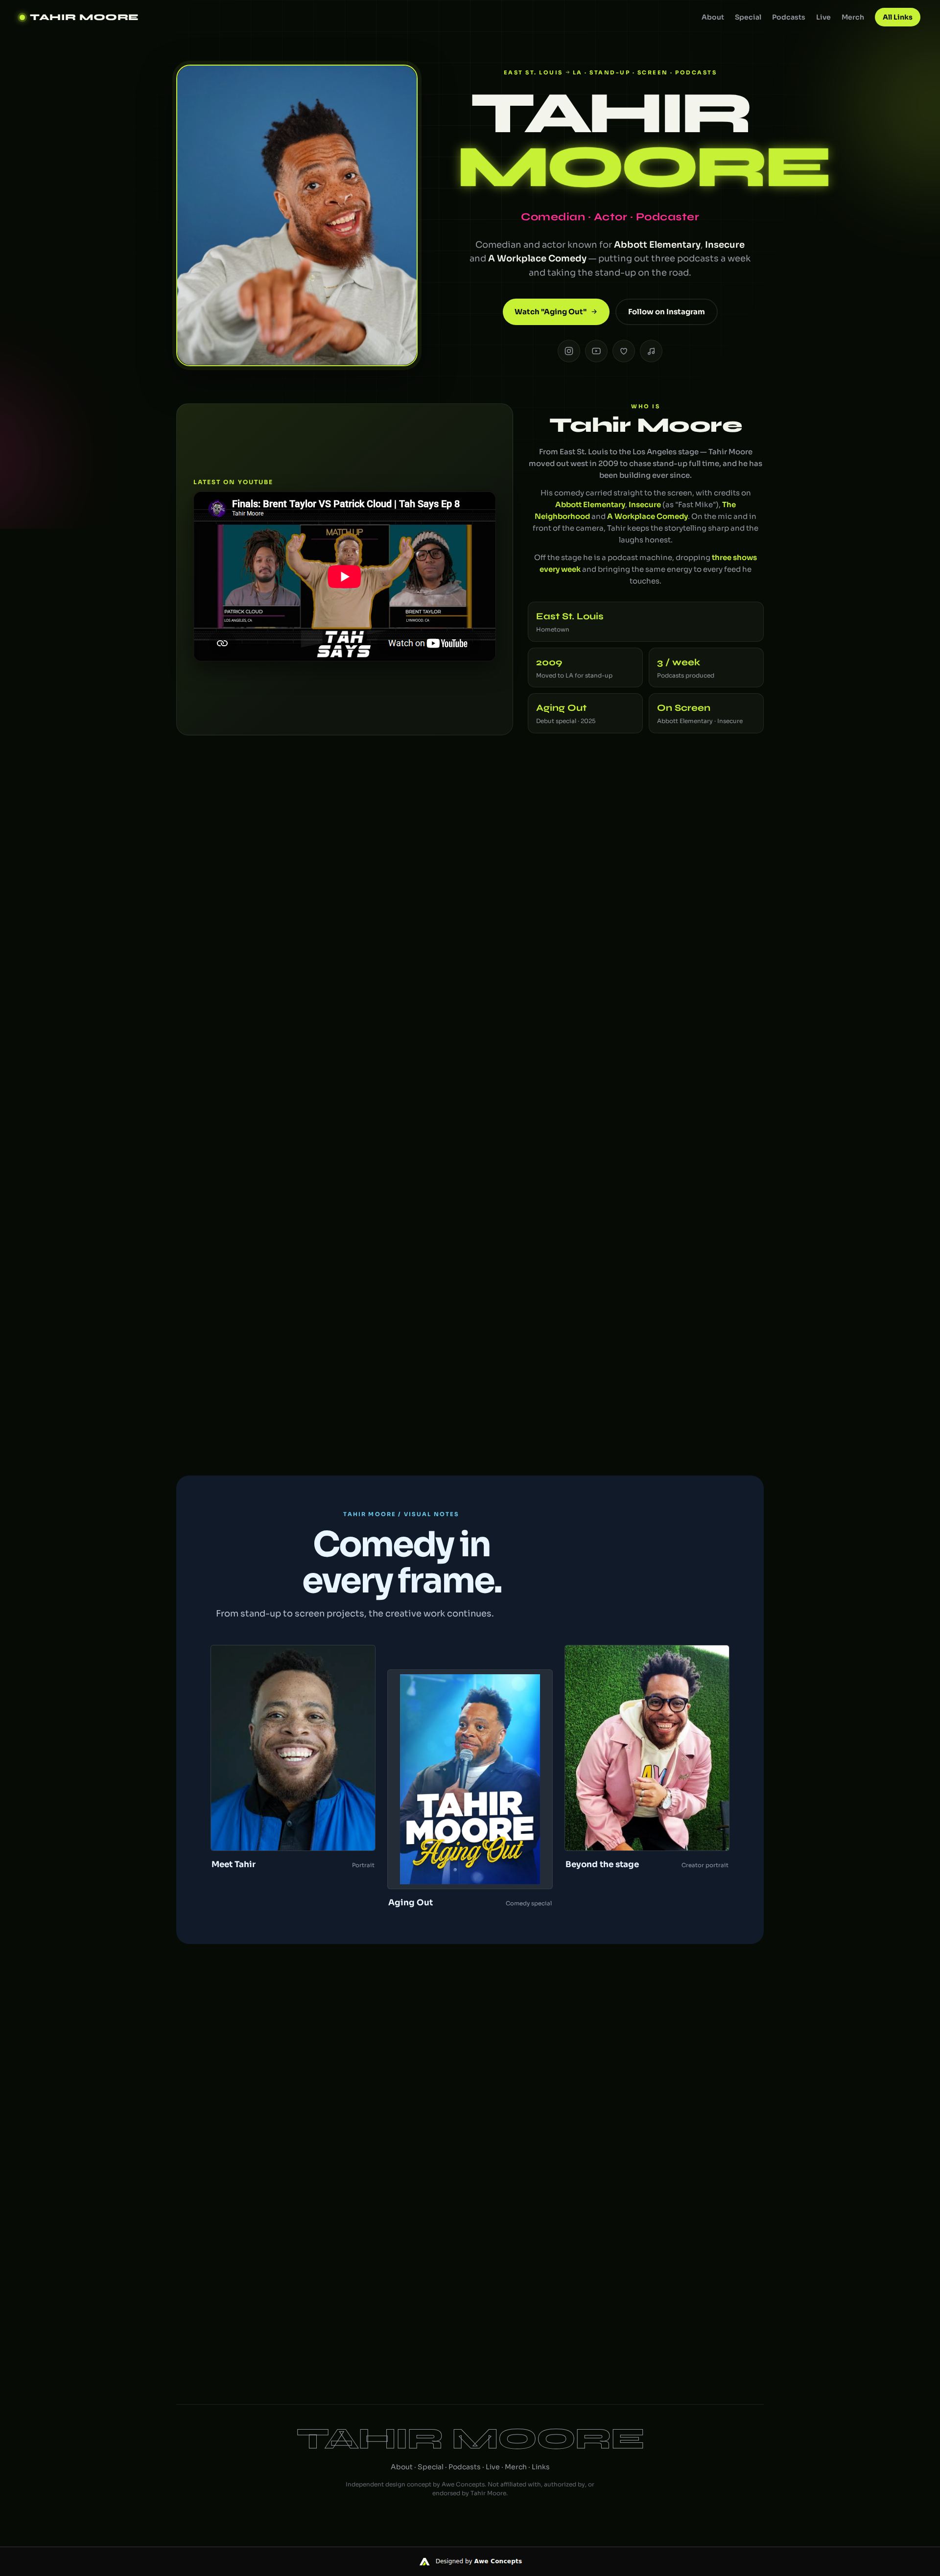 TAHIR MOORE
About Special Podcasts Live Merch All Links
EAST ST. LOUIS → LA · STAND-UP · SCREEN · PODCASTS
TAHIR
MOORE
Comedian · Actor · Podcaster
Comedian and actor known for Abbott Elementary, Insecure
and A Workplace Comedy — putting out three podcasts a week
and taking the stand-up on the road.
Watch "Aging Out" →
Follow on Instagram
LATEST ON YOUTUBE
Finals: Brent Taylor VS Patrick Cloud | Tah Says Ep 8
Tahir Moore
MATCH UP
PATRICK CLOUD
LOS ANGELES, CA
BRENT TAYLOR
LYNWOOD, CA
TAH
SAYS
Watch on YouTube
WHO IS
Tahir Moore
From East St. Louis to the Los Angeles stage — Tahir Moore
moved out west in 2009 to chase stand-up full time, and he has
been building ever since.
His comedy carried straight to the screen, with credits on
Abbott Elementary, Insecure (as "Fast Mike"), The
Neighborhood and A Workplace Comedy. On the mic and in
front of the camera, Tahir keeps the storytelling sharp and the
laughs honest.
Off the stage he is a podcast machine, dropping three shows
every week and bringing the same energy to every feed he
touches.
East St. Louis
Hometown
2009
Moved to LA for stand-up
3 / week
Podcasts produced
Aging Out
Debut special · 2025
On Screen
Abbott Elementary · Insecure
TAHIR MOORE / VISUAL NOTES
Comedy in
every frame.
From stand-up to screen projects, the creative work continues.
Meet Tahir
Portrait
TAHIR
MOORE
Aging Out
Aging Out
Comedy special
Beyond the stage
Creator portrait
TAHIR MOORE
About · Special · Podcasts · Live · Merch · Links
Independent design concept by Awe Concepts. Not affiliated with, authorized by, or
endorsed by Tahir Moore.
Designed by Awe Concepts